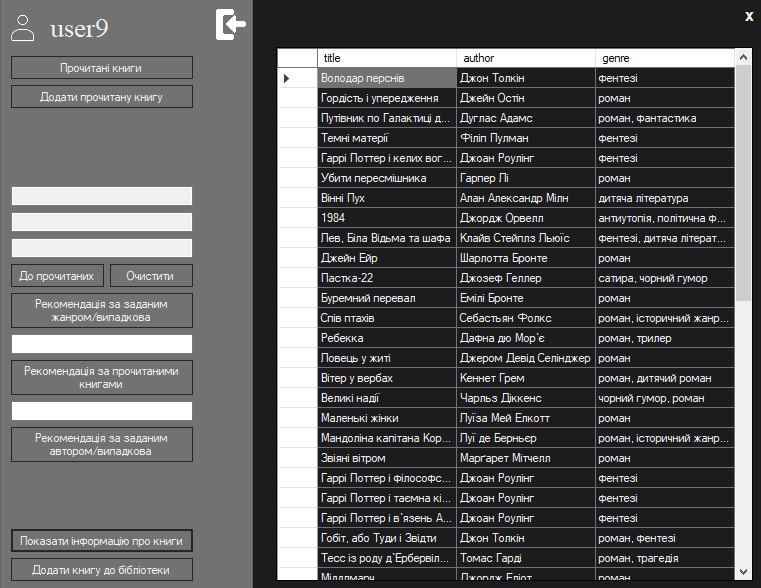 user9
x
Прочитані книги
Додати прочитану книгу
До прочитаних Очистити
Рекомендація за заданим
жанром/випадкова
Рекомендація за прочитаними
книгами
Рекомендація за заданим
автором/випадкова
Показати інформацію про книги
Додати книгу до бібліотеки
title author genre
Володар перснів Джон Толкін фентезі
Гордість і упередження Джейн Остін роман
Путівник по Галактиці д... Дуглас Адамс роман, фантастика
Темні матерії Філіп Пулман фентезі
Гаррі Поттер і келих вог... Джоан Роулінг фентезі
Убити пересмішника Гарпер Лі роман
Вінні Пух Алан Александр Мілн дитяча література
1984 Джордж Орвелл антиутопія, політична ф...
Лев, Біла Відьма та шафа Клайв Стейплз Льюїс фентезі, дитяча літерат...
Джейн Ейр Шарлотта Бронте роман
Пастка-22 Джозеф Геллер сатира, чорний гумор
Буремний перевал Емілі Бронте роман
Спів птахів Себастьян Фолкс роман, історичний жанр...
Ребекка Дафна дю Мор`є роман, трилер
Ловець у житі Джером Девід Селінджер роман
Вітер у вербах Кеннет Грем роман, дитячий роман
Великі надії Чарльз Діккенс чорний гумор, роман
Маленькі жінки Луїза Мей Елкотт роман
Мандоліна капітана Кор... Луї де Берньєр роман, історичний жанр...
Звіяні вітром Марґарет Мітчелл роман
Гаррі Поттер і філософс... Джоан Роулінг фентезі
Гаррі Поттер і таємна кі... Джоан Роулінг фентезі
Гаррі Поттер і в`язень А... Джоан Роулінг фентезі
Гобіт, або Туди і Звідти Джон Толкін роман, фентезі
Тесс із роду д`Ербервіл... Томас Гарді роман, трагедія
Міддлмарч Джордж Еліот роман